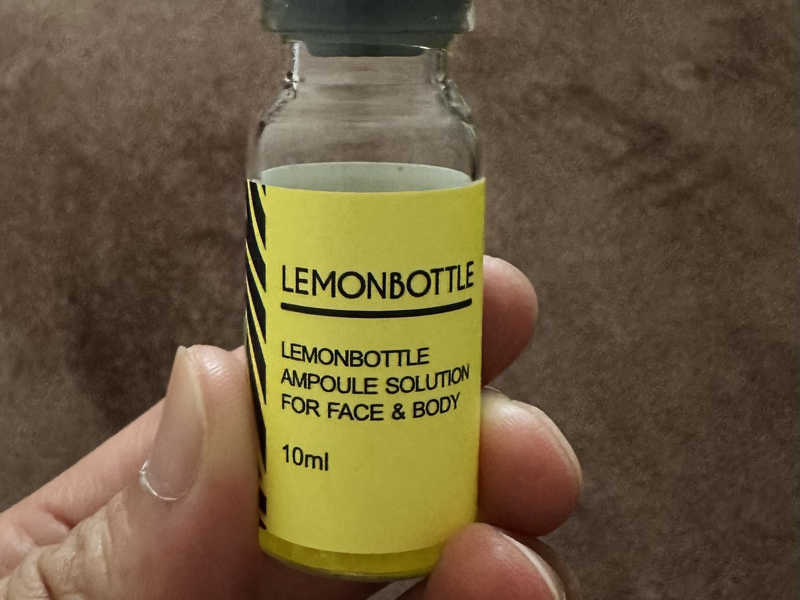 LEMONBOTTLE
LEMONBOTTLE
AMPOULE SOLUTION
FOR FACE & BODY
10ml